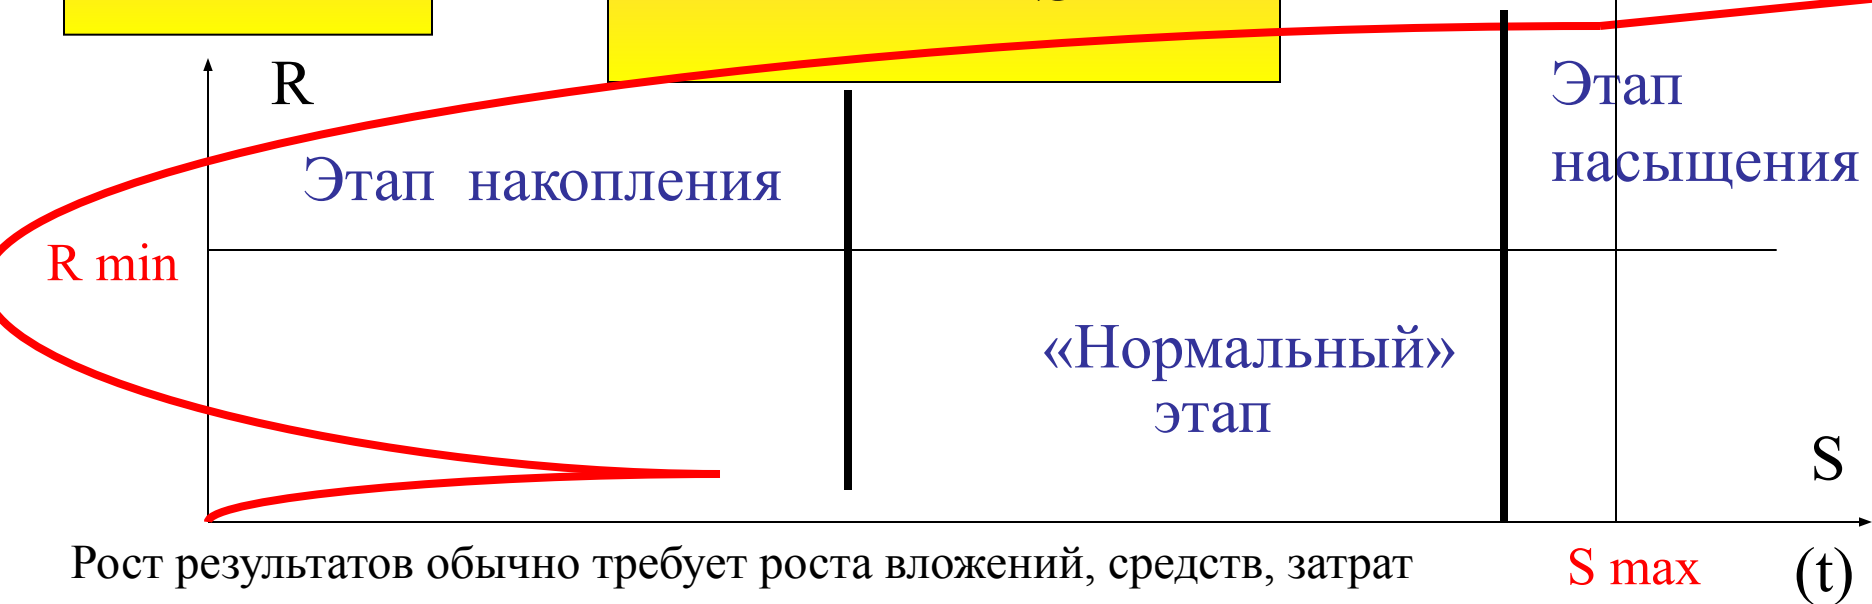 R
Этап
насыщения
Этап накопления
R min
«Нормальный»
этап
S
Рост результатов обычно требует роста вложений, средств, затрат
S max
(t)